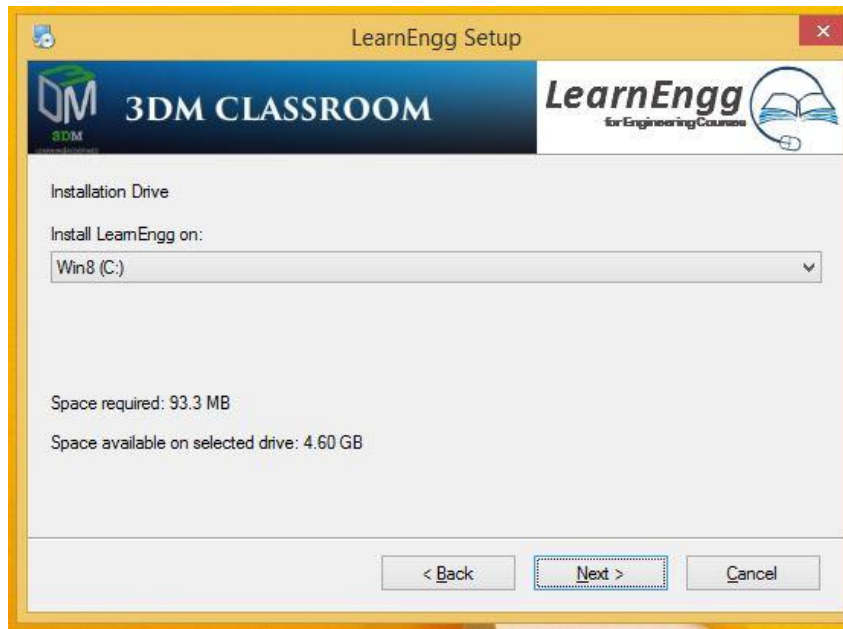 LearnEngg Setup
3DM CLASSROOM
3DM
LearnEngg
for Engineering Courses
Installation Drive
Install LearnEngg on:
Win8 (C:)
Space required: 93.3 MB
Space available on selected drive: 4.60 GB
< Back
Next >
Cancel